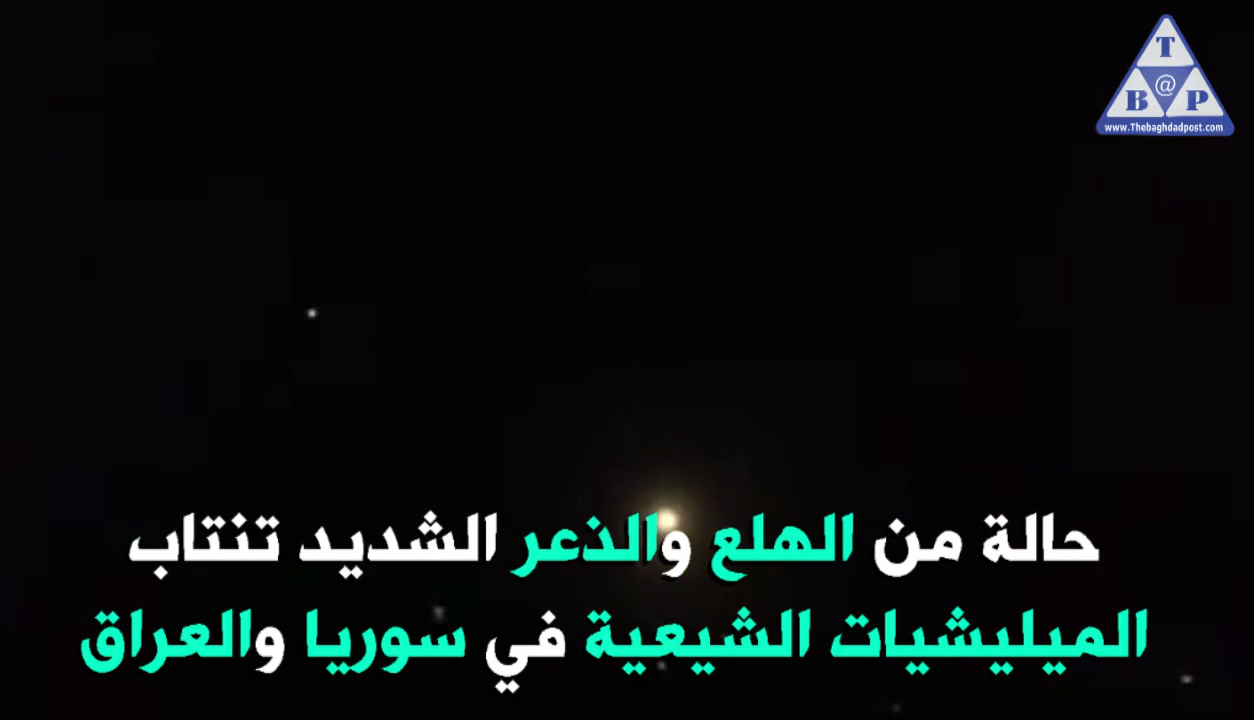 T
B @ P
www.Thebaghdadpost.com
حالة من الهلع والذعر الشديد تنتاب
الميليشيات الشيعية في سوريا والعراق